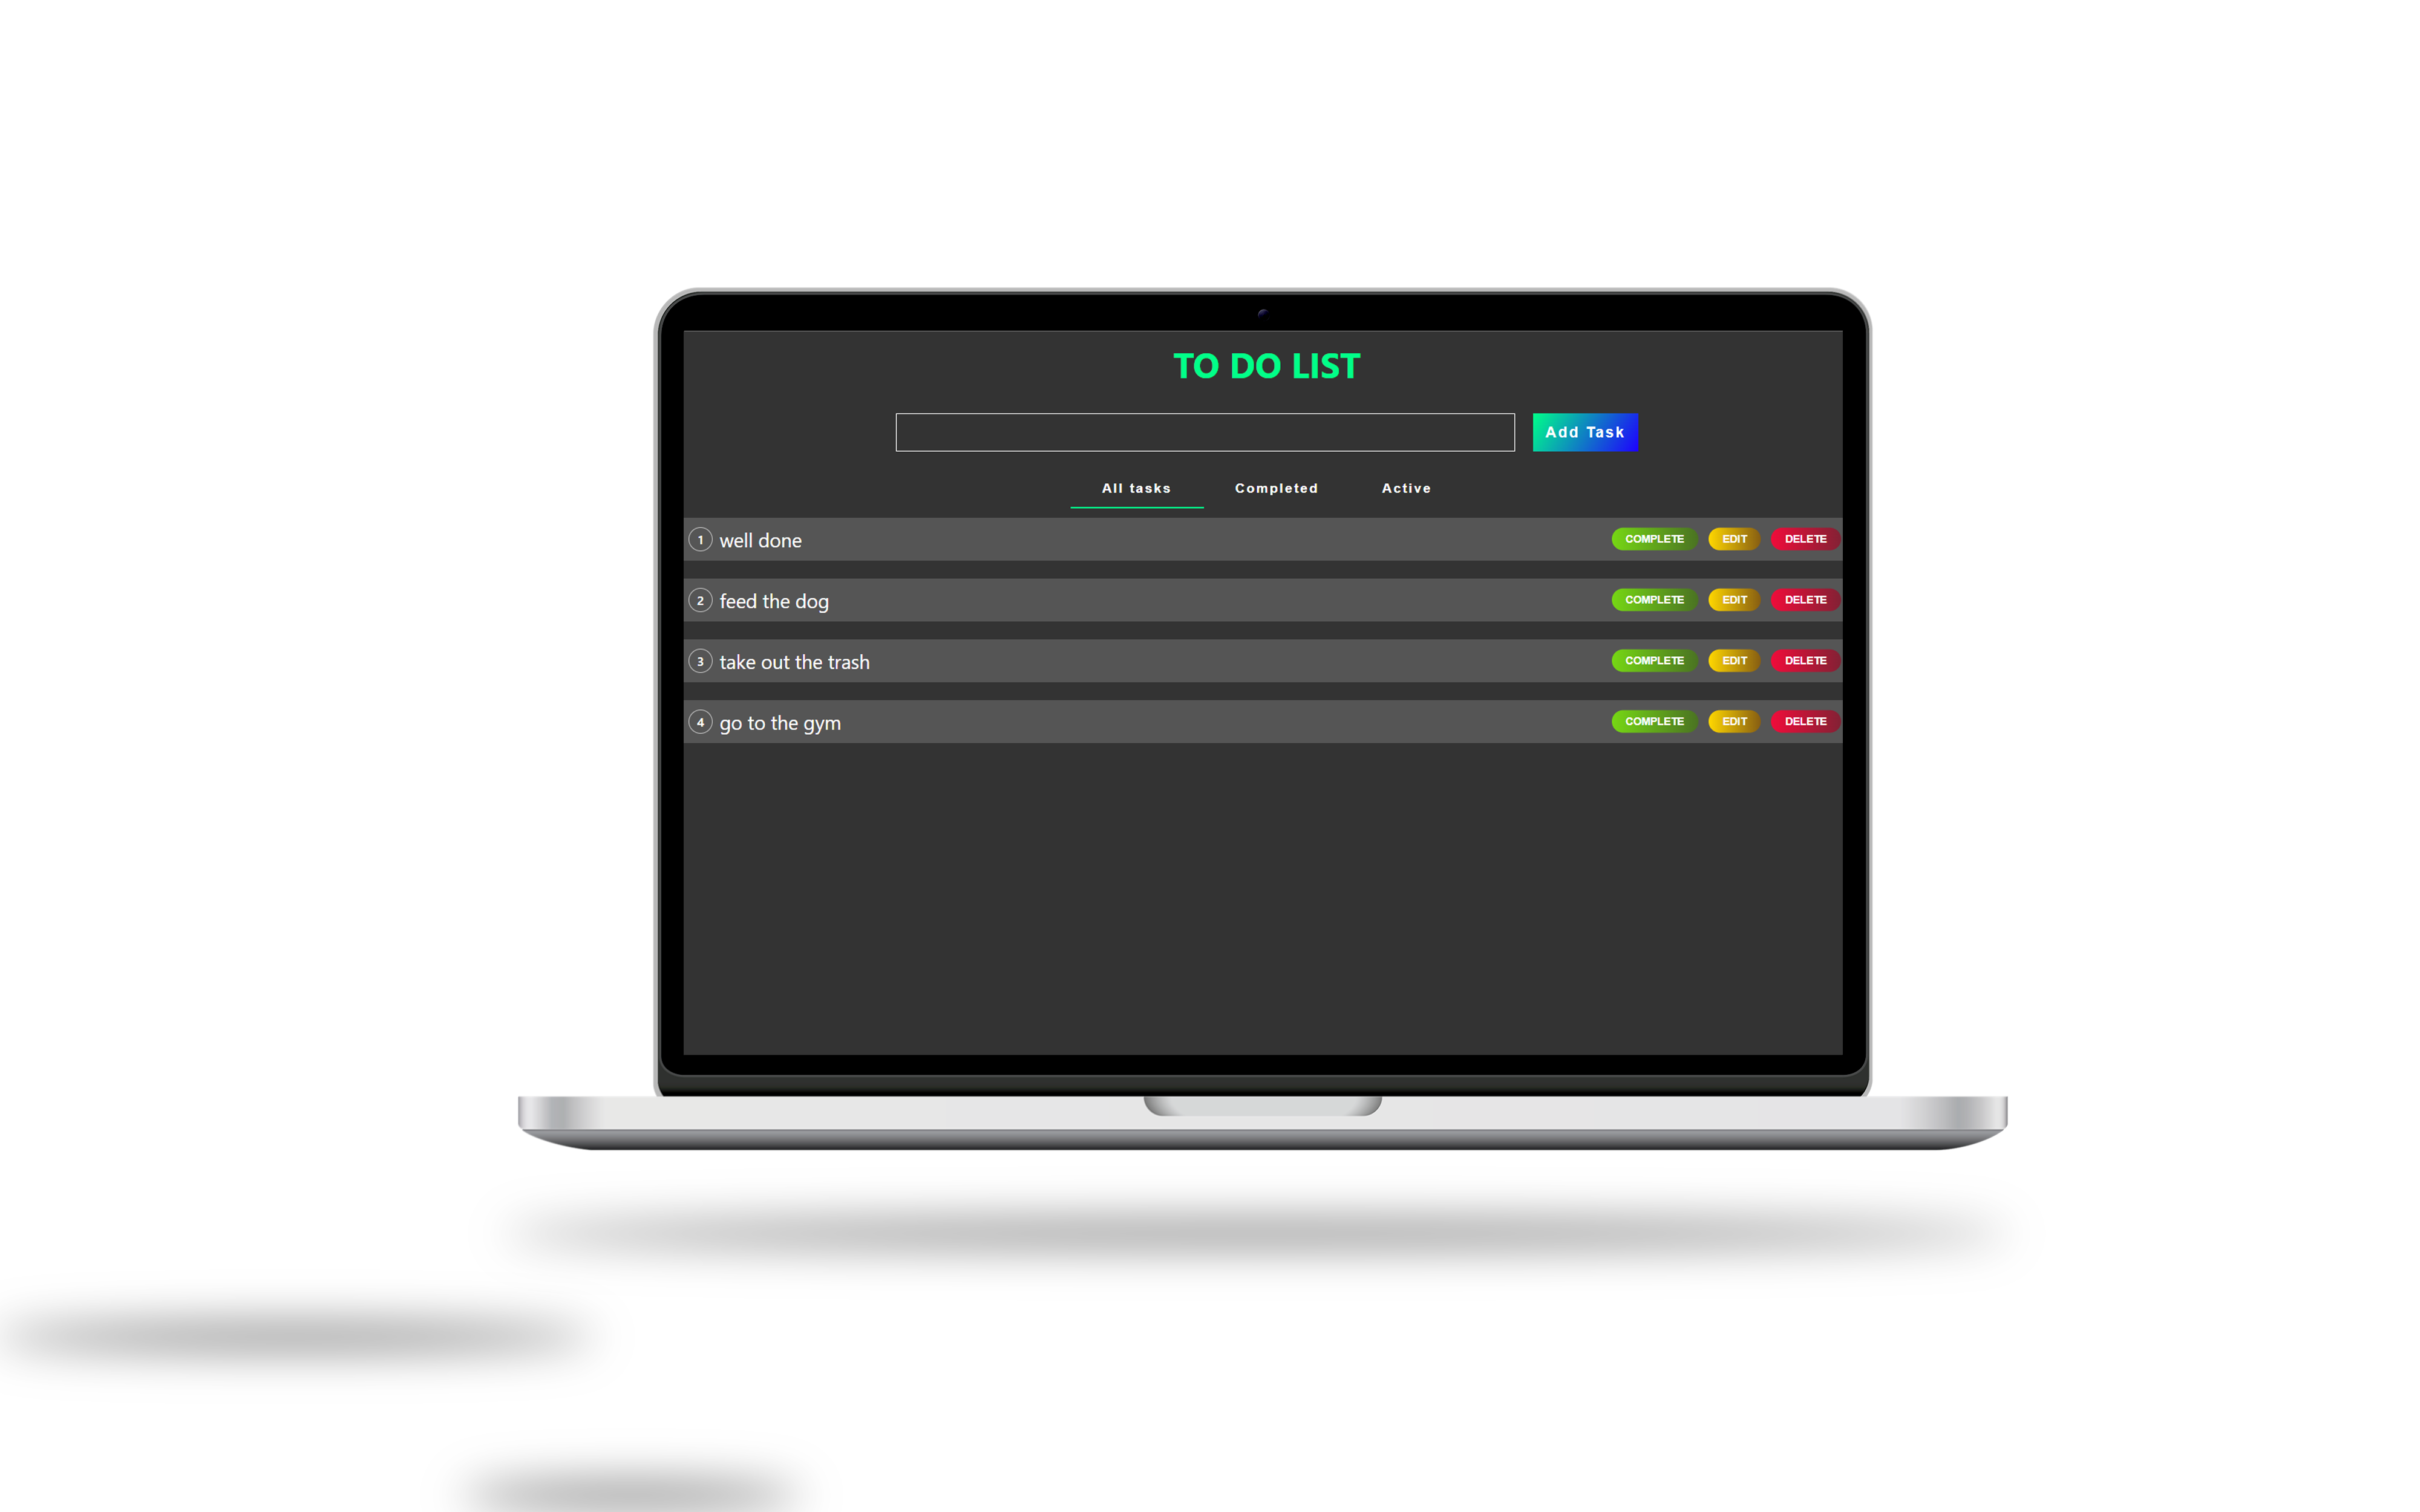 TO DO LIST
Add Task
All tasks Completed Active
1 well done COMPLETE EDIT DELETE
2 feed the dog COMPLETE EDIT DELETE
3 take out the trash COMPLETE EDIT DELETE
4 go to the gym COMPLETE EDIT DELETE